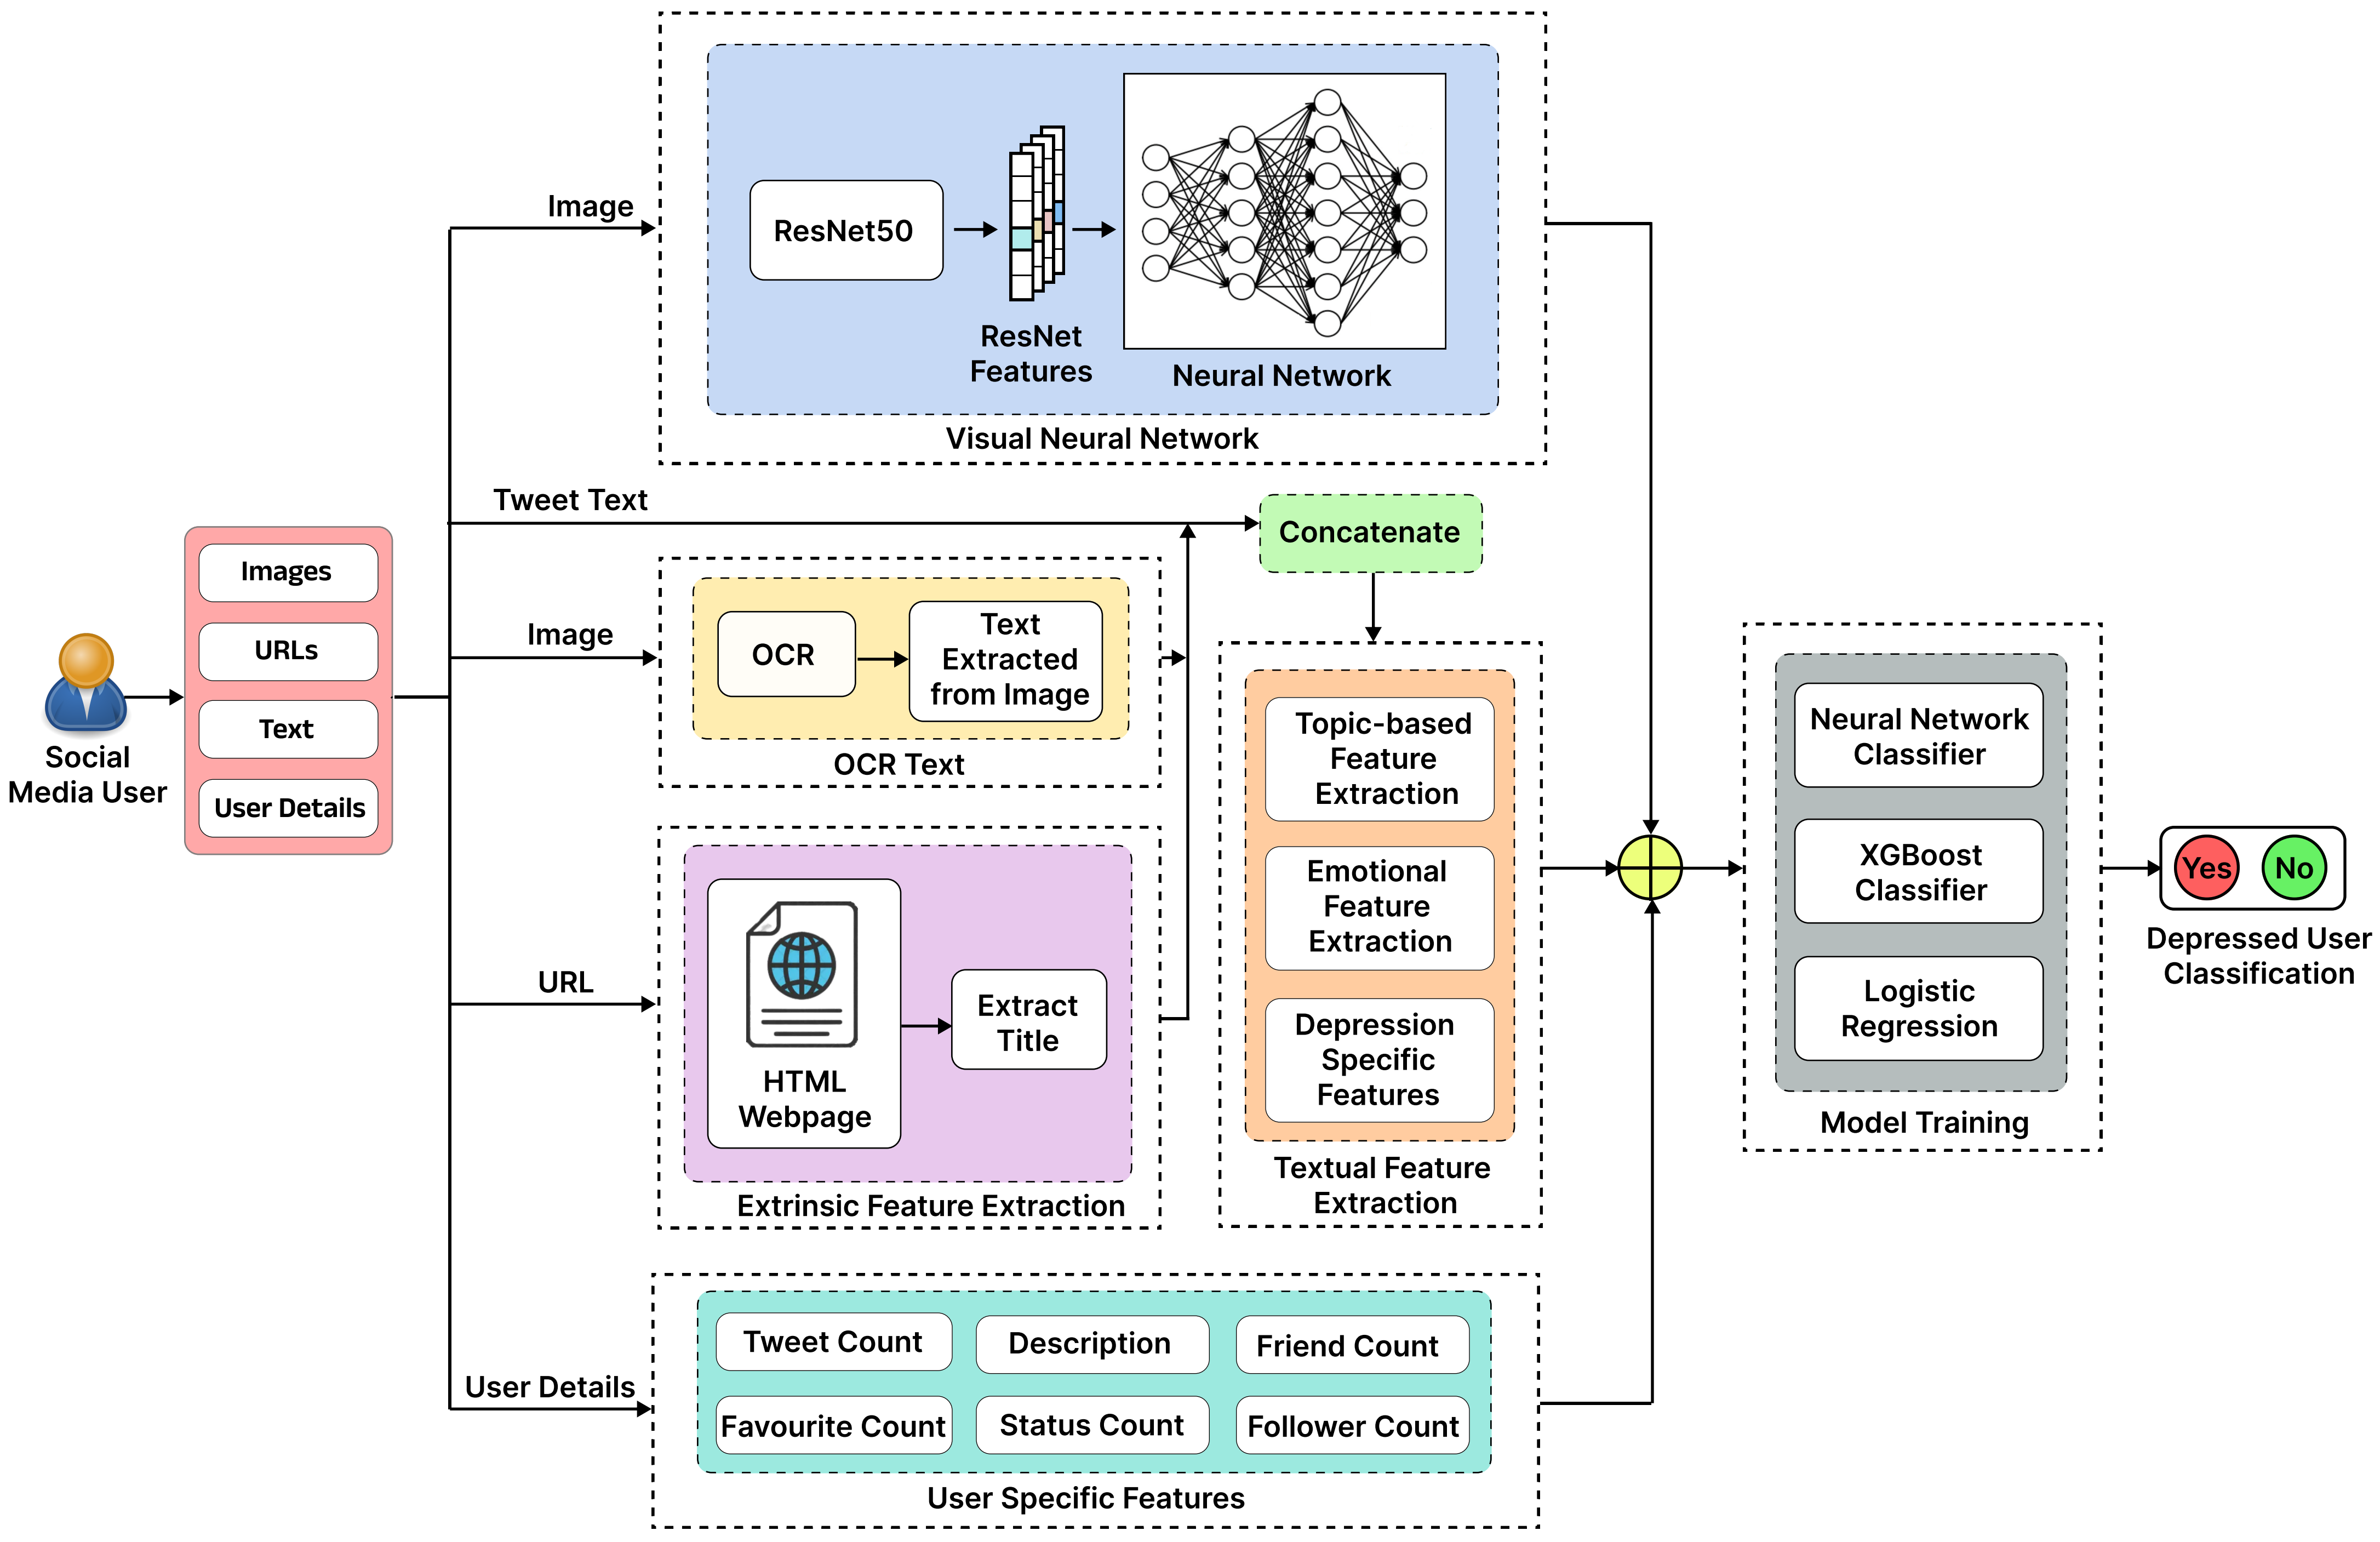 Social
Media User
Images
URLs
Text
User Details
Image
ResNet50
ResNet
Features
Neural Network
Visual Neural Network
Tweet Text
Concatenate
Image
OCR
Text
Extracted
from Image
OCR Text
URL
HTML
Webpage
Extract
Title
Extrinsic Feature Extraction
Topic-based
Feature
Extraction
Emotional
Feature
Extraction
Depression
Specific
Features
Textual Feature
Extraction
User Details
Tweet Count
Description
Friend Count
Favourite Count
Status Count
Follower Count
User Specific Features
Neural Network
Classifier
XGBoost
Classifier
Logistic
Regression
Model Training
Yes
No
Depressed User
Classification